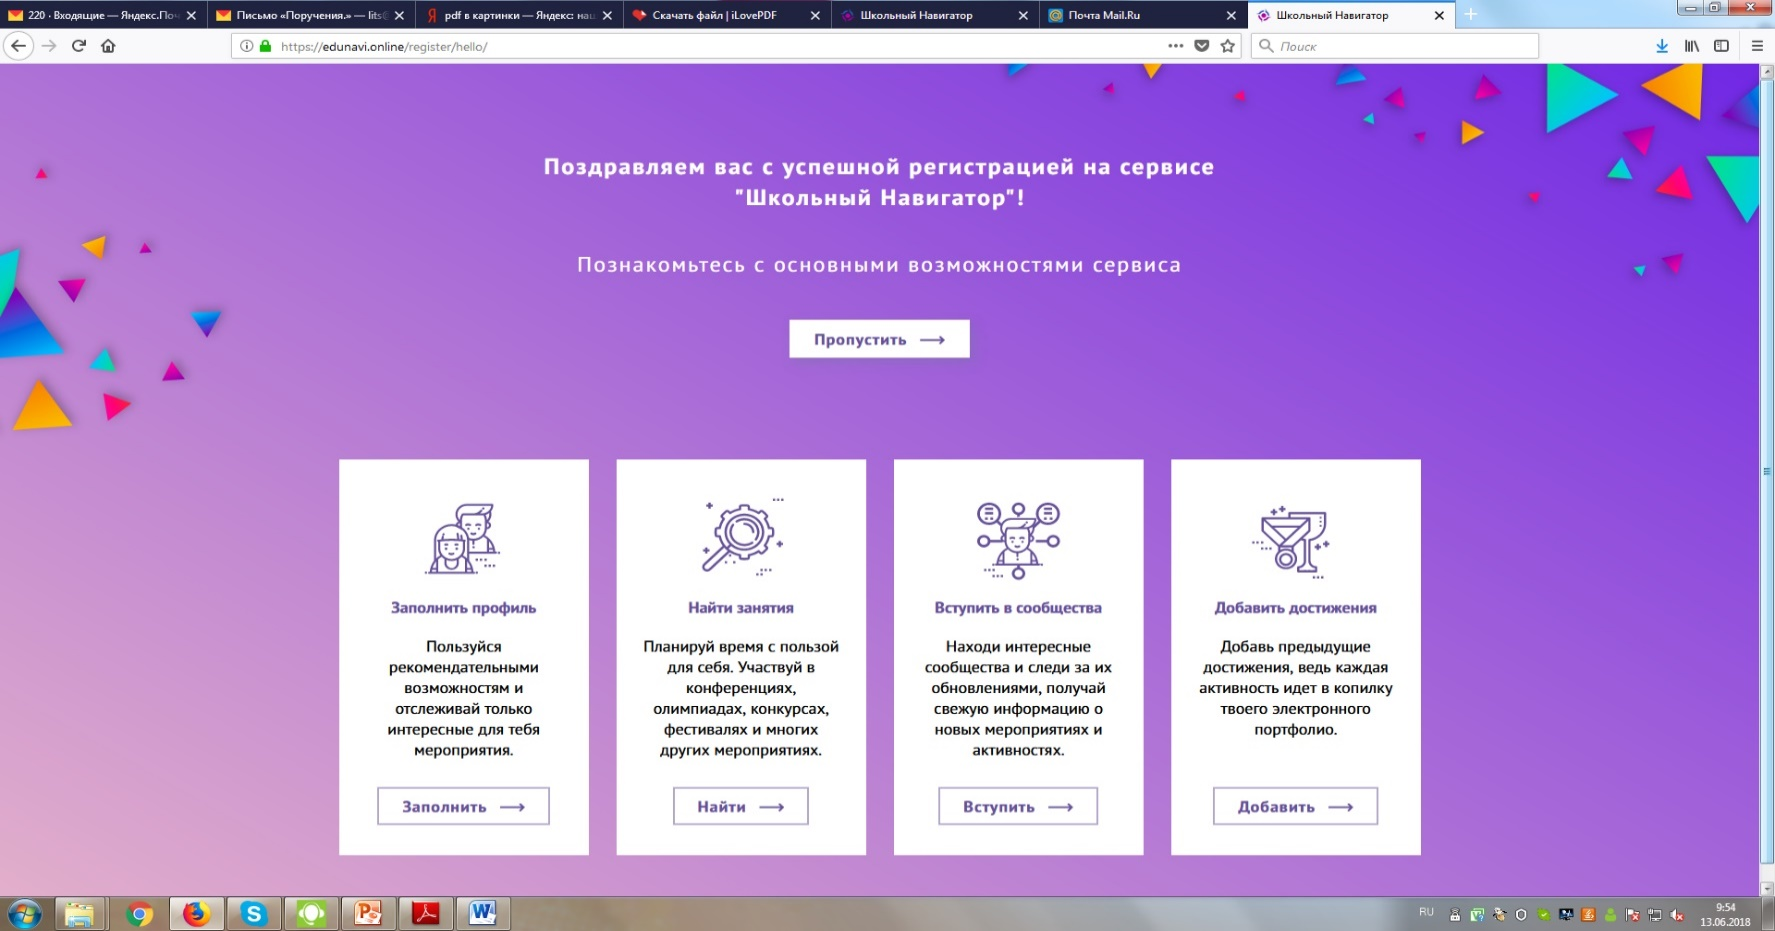 220 · Входящие — Яндекс.Поч
Письмо «Поручения.» — lits@
pdf в картинки — Яндекс: наш
Скачать файл | iLovePDF
Школьный Навигатор
Почта Mail.Ru
Школьный Навигатор
https://edunavi.online/register/hello/
Поиск
Поздравляем вас с успешной регистрацией на сервисе
"Школьный Навигатор"!
Познакомьтесь с основными возможностями сервиса
Пропустить
Заполнить профиль
Пользуйся
рекомендательными
возможностям и
отслеживай только
интересные для тебя
мероприятия.
Заполнить
Найти занятия
Планируй время с пользой
для себя. Участвуй в
конференциях,
олимпиадах, конкурсах,
фестивалях и многих
других мероприятиях.
Найти
Вступить в сообщества
Находи интересные
сообщества и следи за их
обновлениями, получай
свежую информацию о
новых мероприятиях и
активностях.
Вступить
Добавить достижения
Добавь предыдущие
достижения, ведь каждая
активность идет в копилку
твоего электронного
портфолио.
Добавить
RU
9:54
13.06.2018